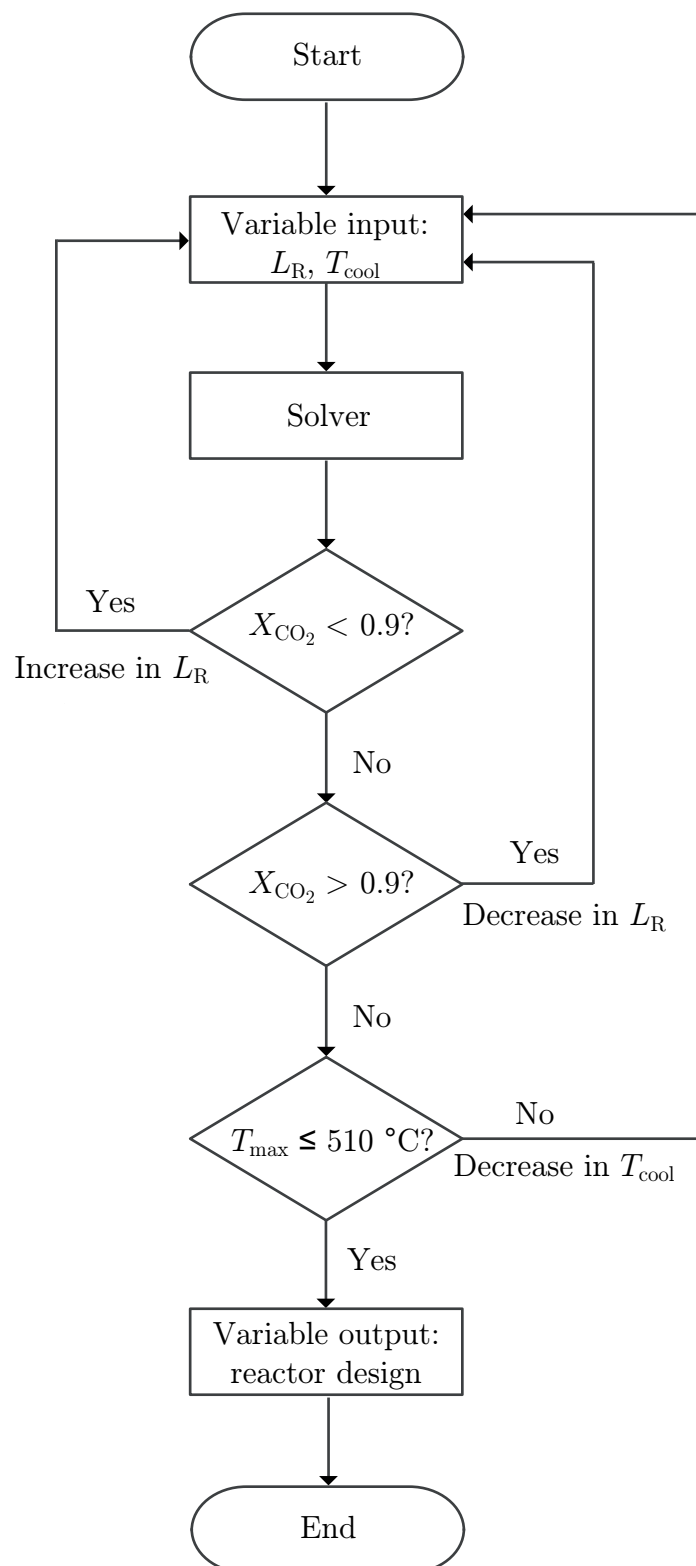 Start
Variable input:
L_R, T_cool
Solver
Yes
X_CO₂ < 0.9?
Increase in L_R
No
X_CO₂ > 0.9?
Yes
Decrease in L_R
No
T_max ≤ 510 °C?
No
Decrease in T_cool
Yes
Variable output:
reactor design
End